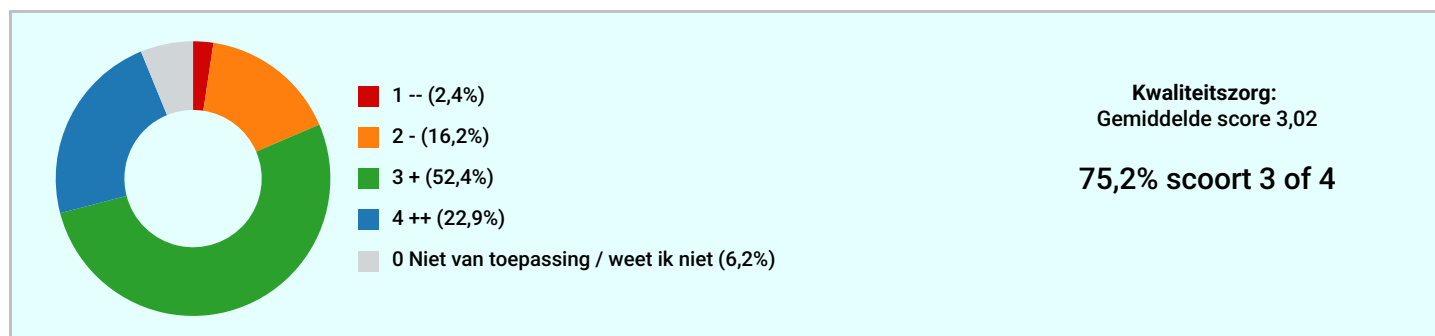 1 -- (2,4%)
2 - (16,2%)
3 + (52,4%)
4 ++ (22,9%)
0 Niet van toepassing / weet ik niet (6,2%)
Kwaliteitszorg:
Gemiddelde score 3,02
75,2% scoort 3 of 4